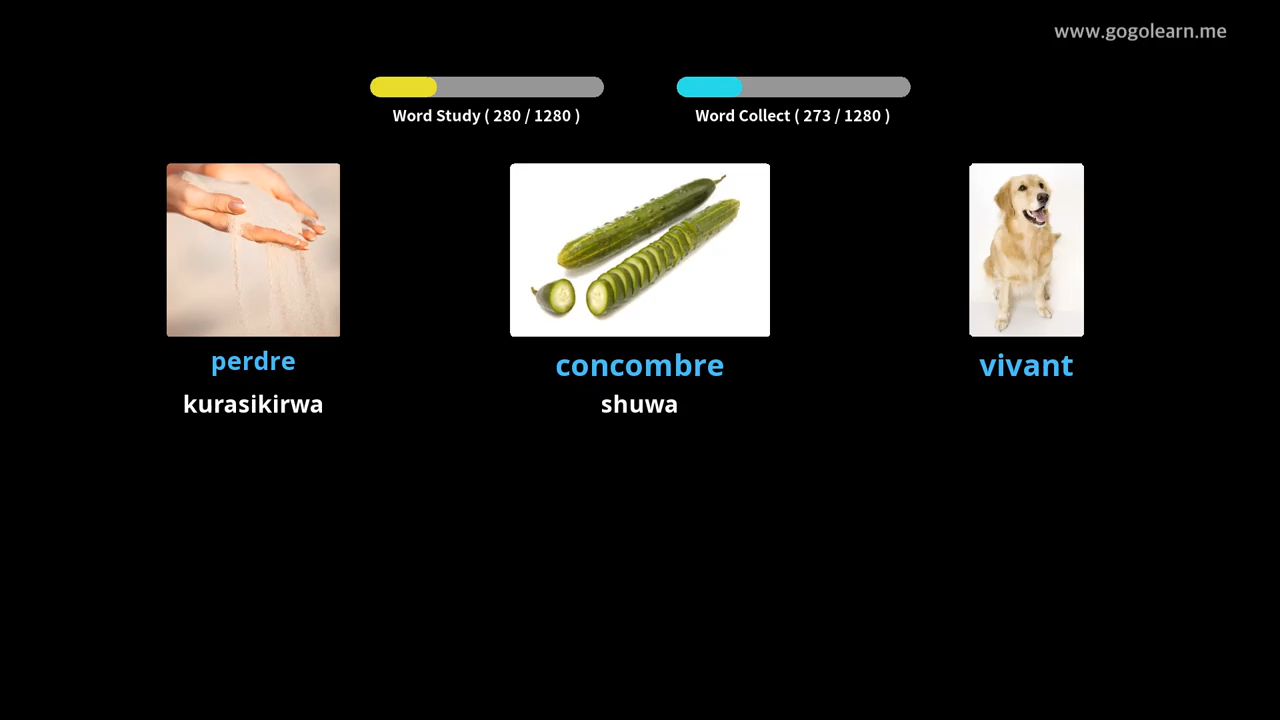 www.gogolearn.me
Word Study ( 280 / 1280 )
Word Collect ( 273 / 1280 )
perdre
concombre
vivant
kurasikirwa
shuwa